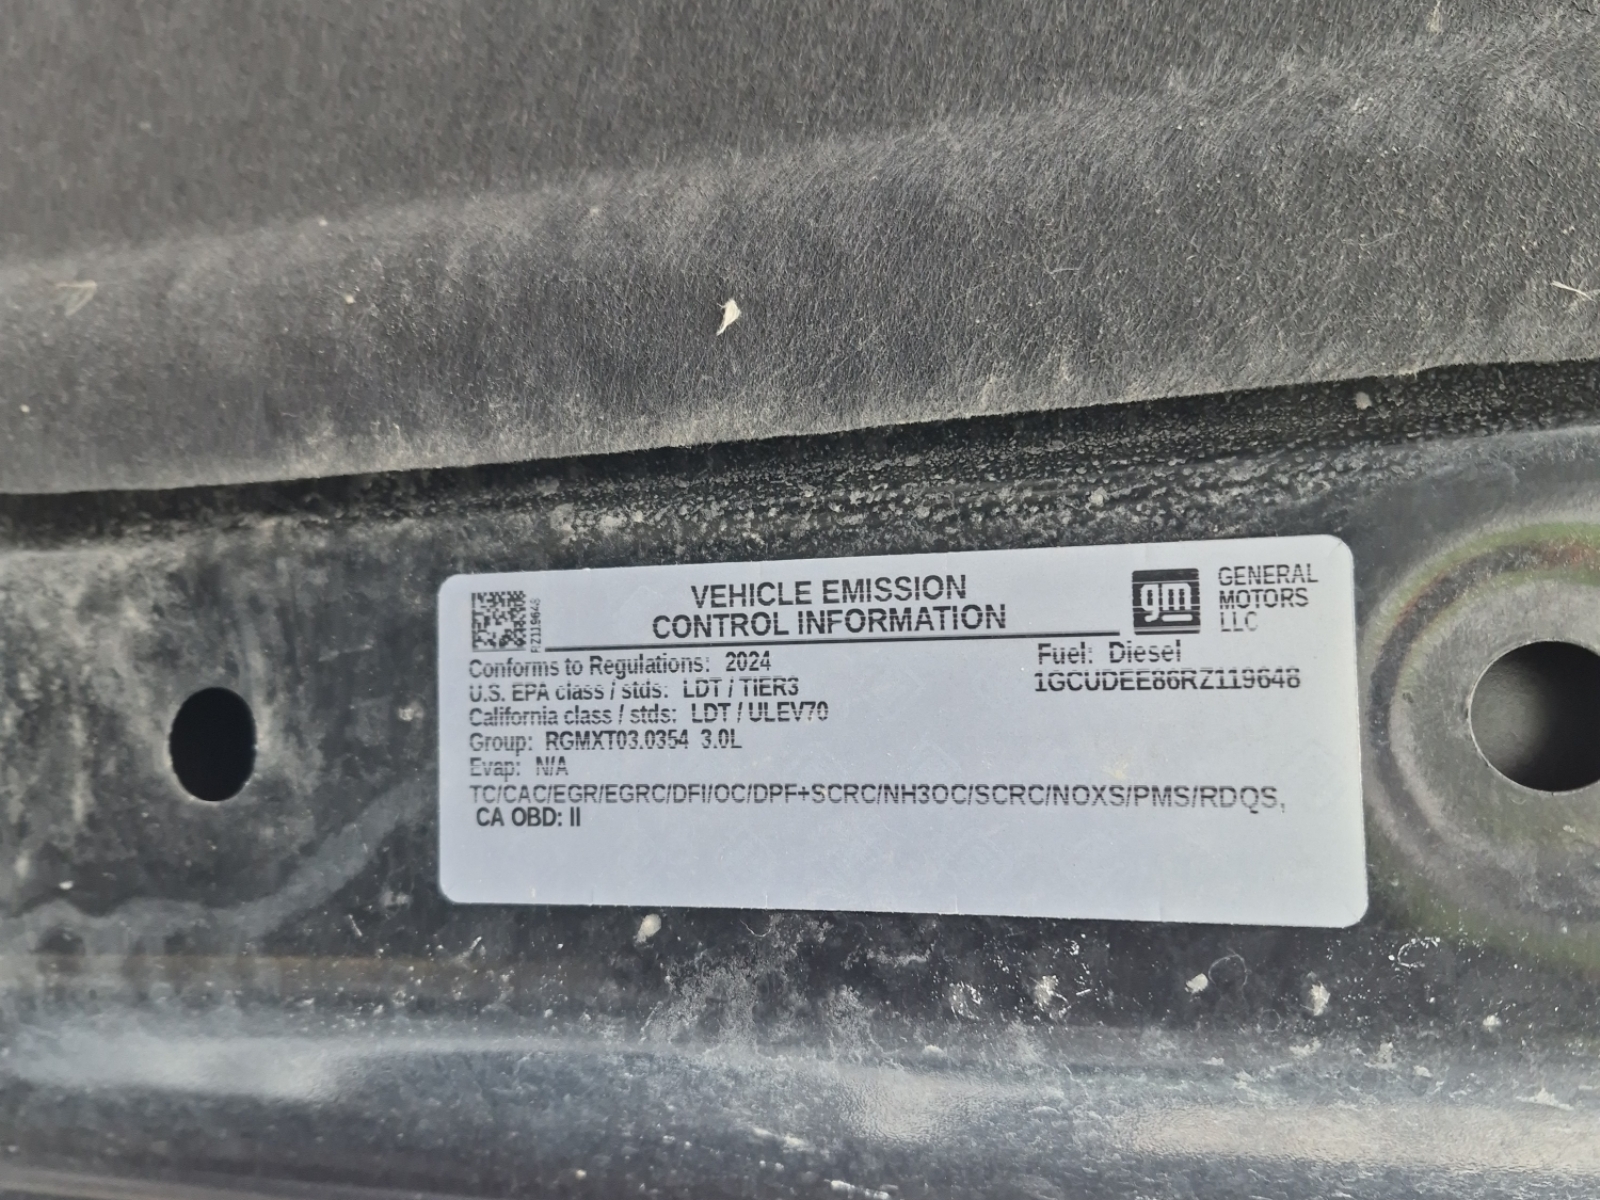 VEHICLE EMISSION
CONTROL INFORMATION
gm
GENERAL
MOTORS
LLC
RZ119648
Conforms to Regulations: 2024
Fuel: Diesel
U.S. EPA class / stds: LDT / TIER3
1GCUDEE86RZ119648
California class / stds: LDT / ULEV70
Group: RGMXT03.0354 3.0L
Evap: N/A
TC/CAC/EGR/EGRC/DFI/OC/DPF+SCRC/NH3OC/SCRC/NOXS/PMS/RDQS,
CA OBD: II